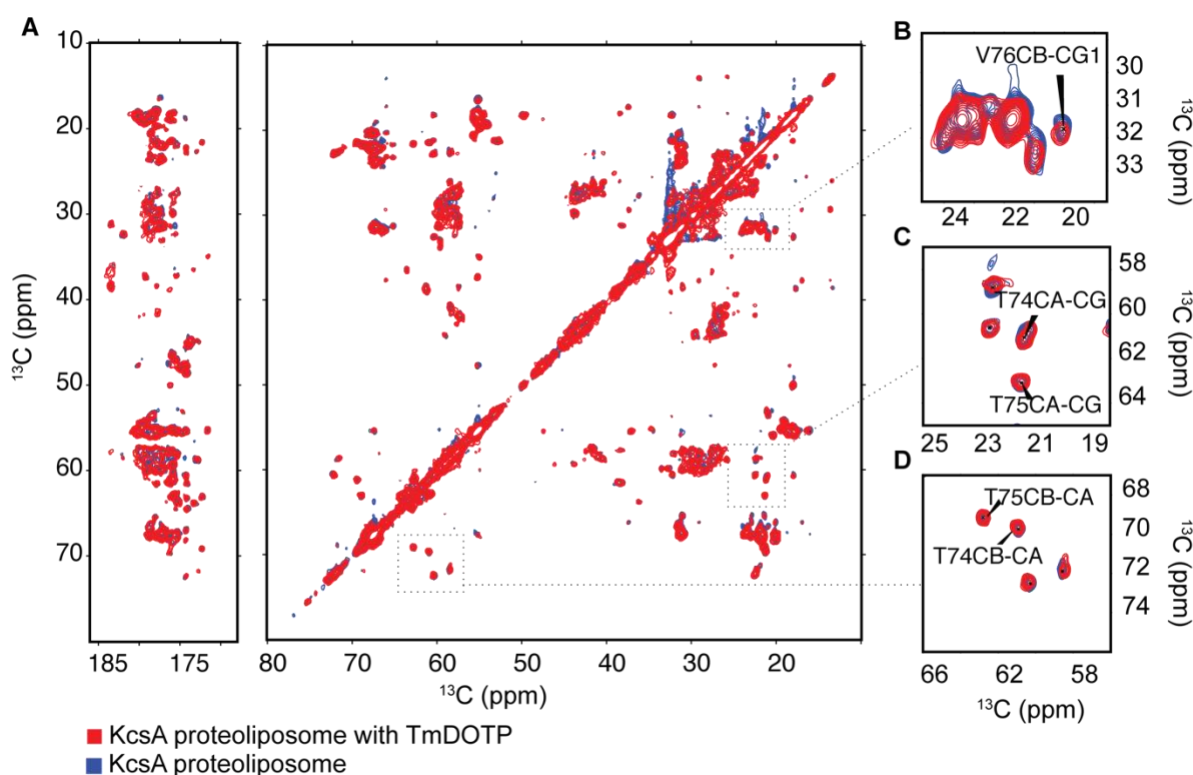 A
10
20
30
40
50
60
70
13C (ppm)
185 175
80 70 60 50 40 30 20
13C (ppm)
B
V76CB-CG1
30
31
32
33
24 22 20
13C (ppm)
C
T74CA-CG
T75CA-CG
58
60
62
64
25 23 21 19
13C (ppm)
D
T75CB-CA
T74CB-CA
68
70
72
74
66 62 58
13C (ppm)
13C (ppm)
KcsA proteoliposome with TmDOTP
KcsA proteoliposome